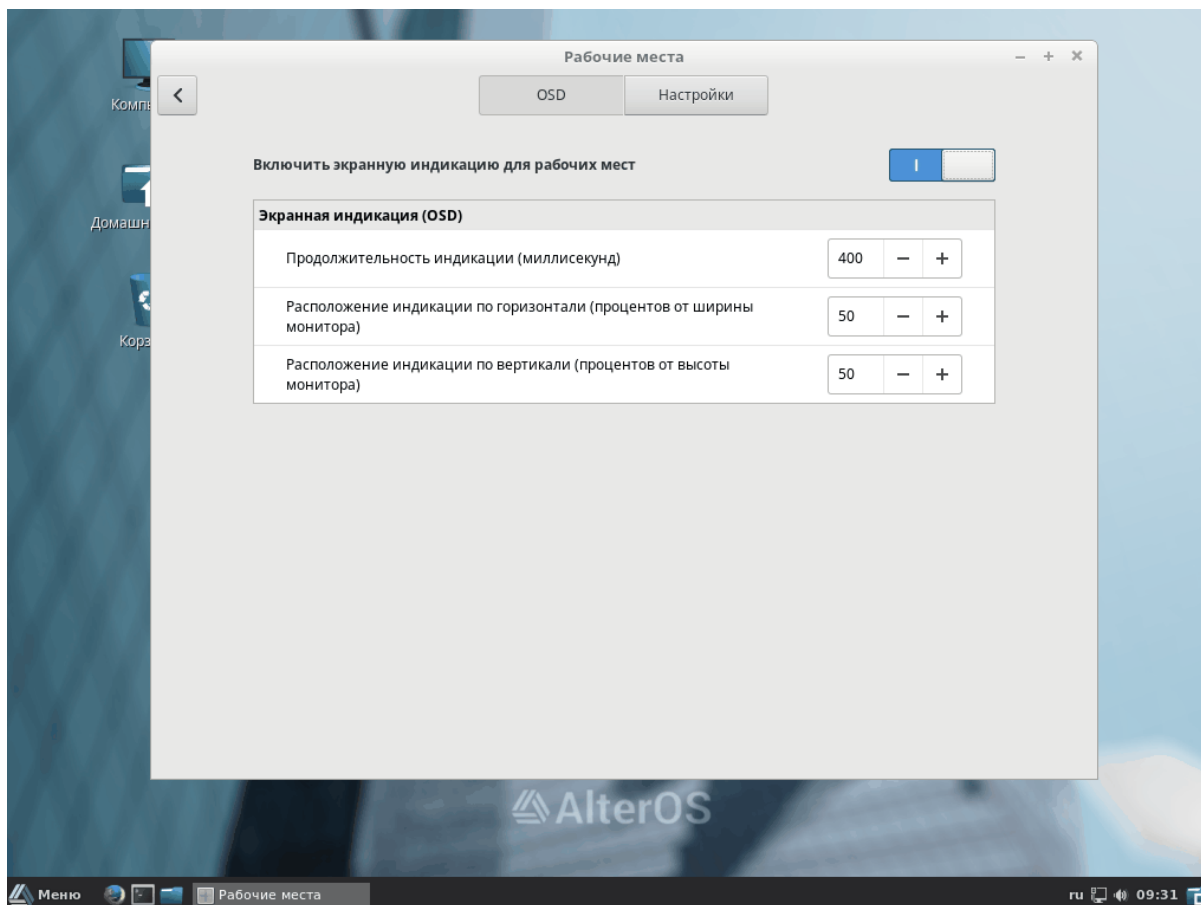 Рабочие места
OSD
Настройки
Включить экранную индикацию для рабочих мест
Экранная индикация (OSD)
Продолжительность индикации (миллисекунд)
400
Расположение индикации по горизонтали (процентов от ширины
монитора)
50
Расположение индикации по вертикали (процентов от высоты
монитора)
50
AlterOS
Меню
Рабочие места
ru
09:31